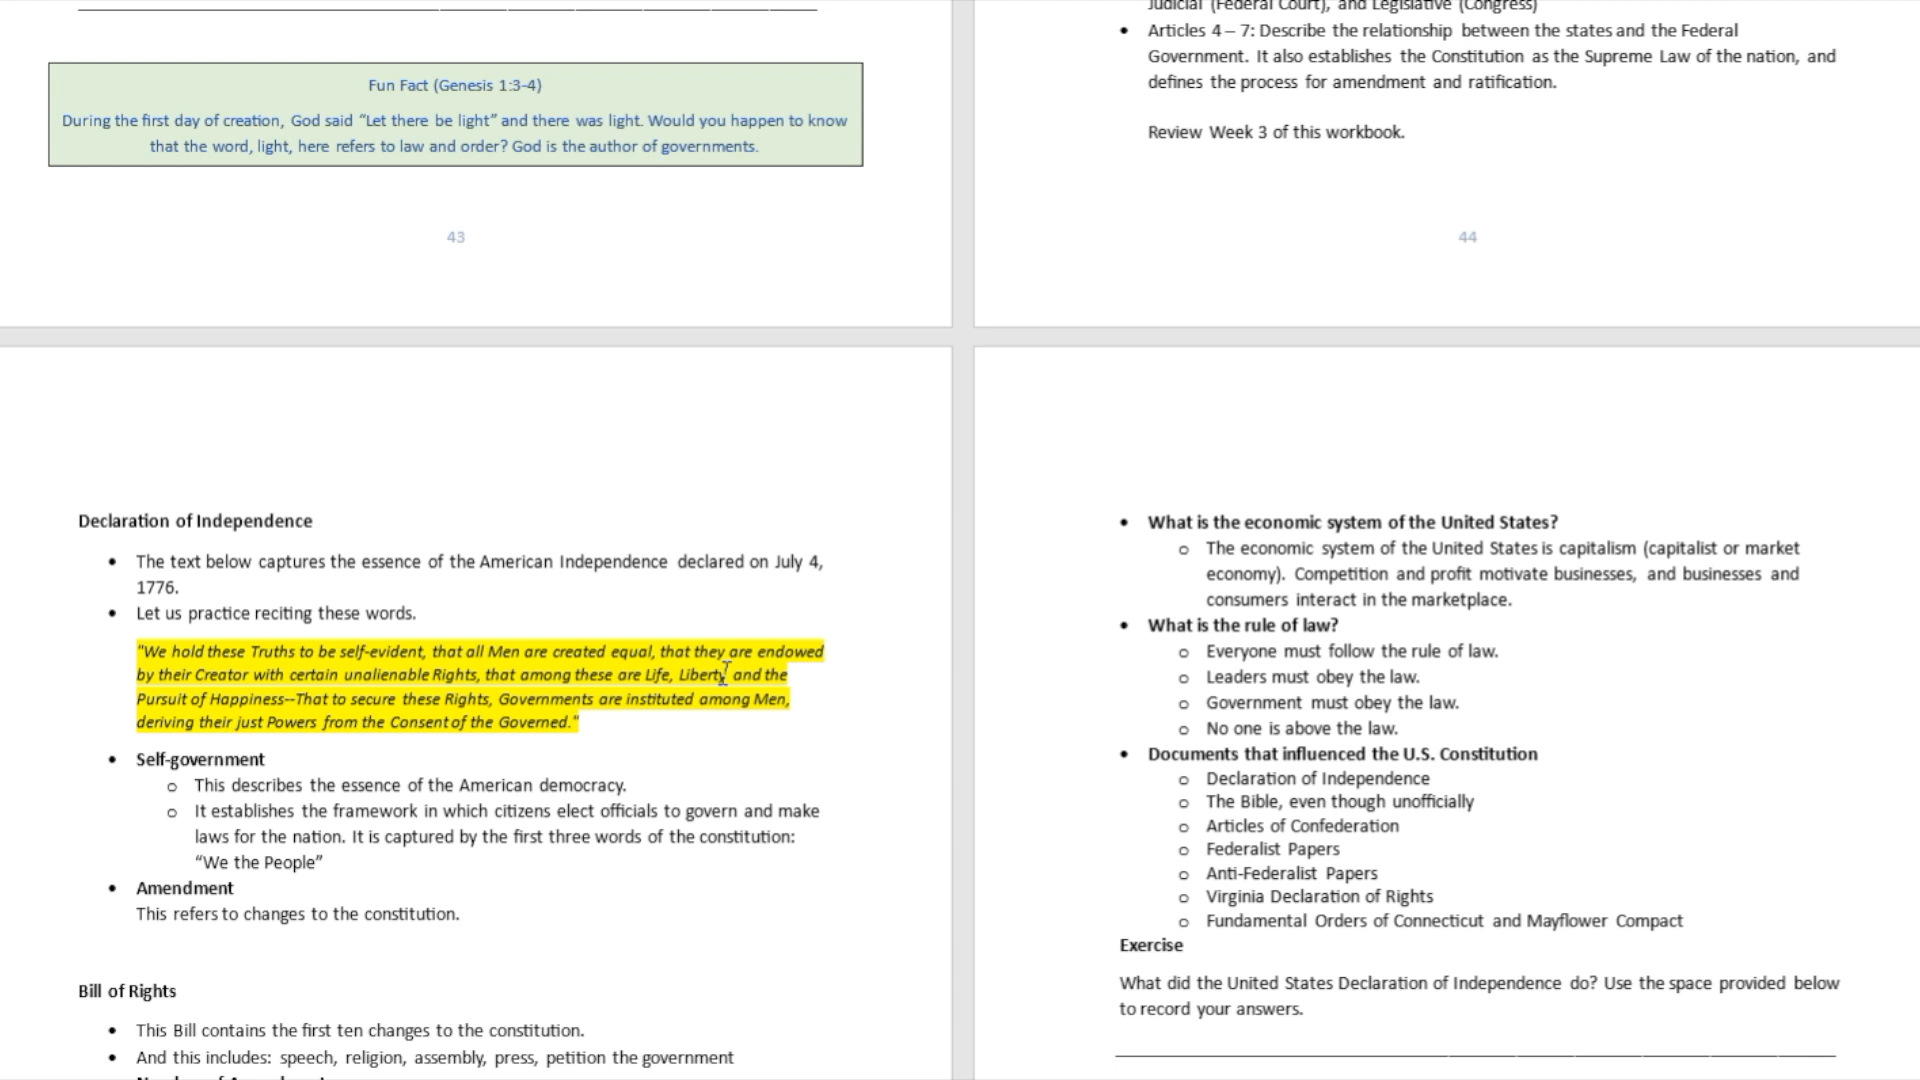 Fun Fact (Genesis 1:3-4)
During the first day of creation, God said “Let there be light” and there was light. Would you happen to know
that the word, light, here refers to law and order? God is the author of governments.
43
Judicial (Federal Court), and Legislative (Congress)
• Articles 4 – 7: Describe the relationship between the states and the Federal
Government. It also establishes the Constitution as the Supreme Law of the nation, and
defines the process for amendment and ratification.
Review Week 3 of this workbook.
44
Declaration of Independence
• The text below captures the essence of the American Independence declared on July 4,
1776.
• Let us practice reciting these words.
"We hold these Truths to be self-evident, that all Men are created equal, that they are endowed
by their Creator with certain unalienable Rights, that among these are Life, Liberty and the
Pursuit of Happiness--That to secure these Rights, Governments are instituted among Men,
deriving their just Powers from the Consent of the Governed."
• Self-government
o This describes the essence of the American democracy.
o It establishes the framework in which citizens elect officials to govern and make
laws for the nation. It is captured by the first three words of the constitution:
“We the People”
• Amendment
This refers to changes to the constitution.
Bill of Rights
• This Bill contains the first ten changes to the constitution.
• And this includes: speech, religion, assembly, press, petition the government
• What is the economic system of the United States?
o The economic system of the United States is capitalism (capitalist or market
economy). Competition and profit motivate businesses, and businesses and
consumers interact in the marketplace.
• What is the rule of law?
o Everyone must follow the rule of law.
o Leaders must obey the law.
o Government must obey the law.
o No one is above the law.
• Documents that influenced the U.S. Constitution
o Declaration of Independence
o The Bible, even though unofficially
o Articles of Confederation
o Federalist Papers
o Anti-Federalist Papers
o Virginia Declaration of Rights
o Fundamental Orders of Connecticut and Mayflower Compact
Exercise
What did the United States Declaration of Independence do? Use the space provided below
to record your answers.